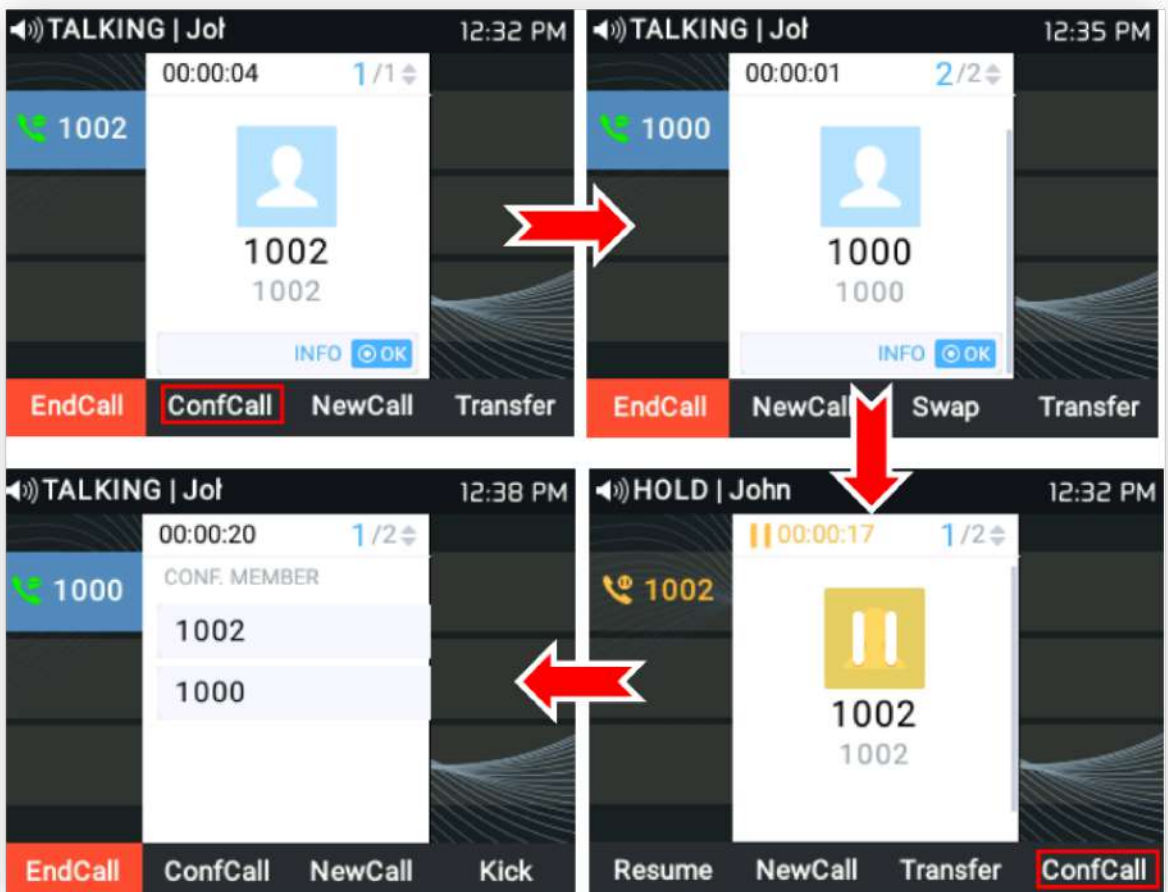 TALKING | Joh
12:32 PM
00:00:04 1/1
1002
1002
1002
INFO OK
EndCall ConfCall NewCall Transfer
TALKING | Joh
12:35 PM
00:00:01 2/2
1000
1000
1000
INFO OK
EndCall NewCall Swap Transfer
TALKING | Joh
12:38 PM
00:00:20 1/2
1000
CONF. MEMBER
1002
1000
EndCall ConfCall NewCall Kick
HOLD | John
12:32 PM
00:00:17 1/2
1002
1002
1002
Resume NewCall Transfer ConfCall